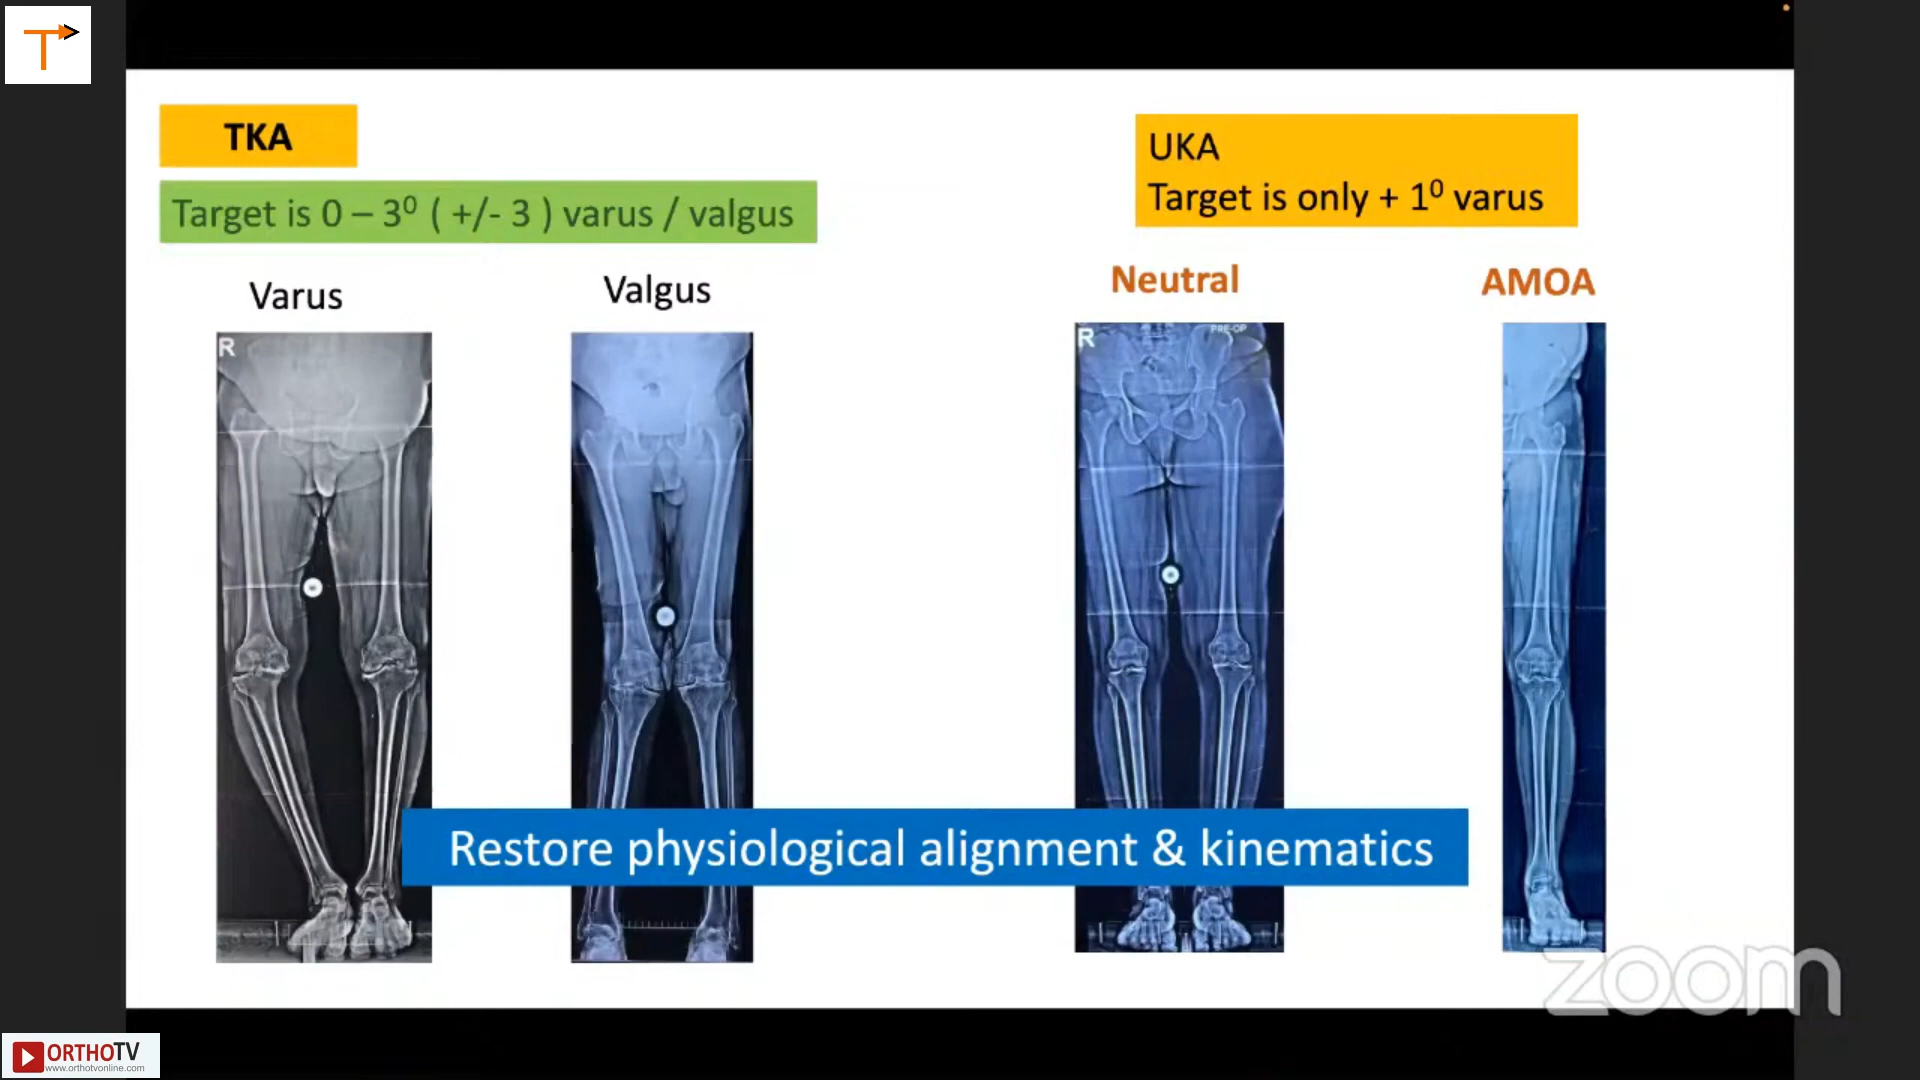 T
TKA
Target is 0 – 3⁰ ( +/- 3 ) varus / valgus
Varus
Valgus
UKA
Target is only + 1⁰ varus
Neutral
AMOA
R
R
PRE-OP
Restore physiological alignment & kinematics
zoom
ORTHOTV
www.orthotvonline.com